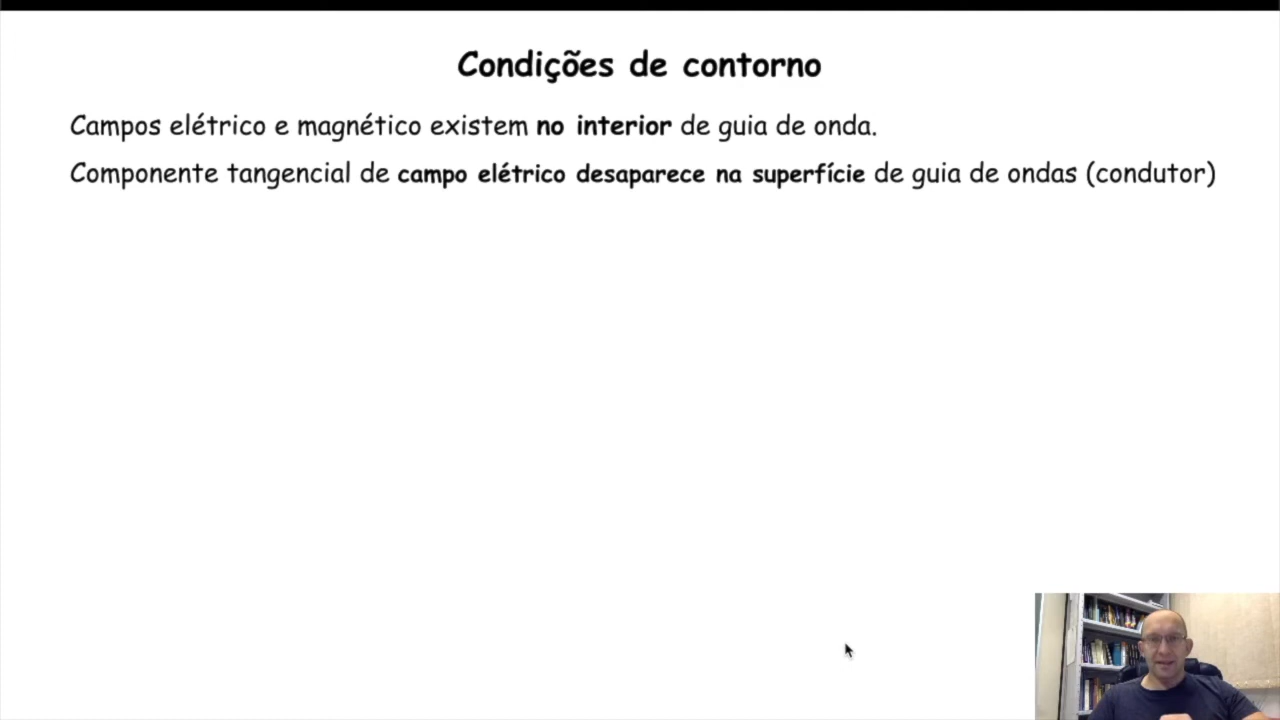 Condições de contorno
Campos elétrico e magnético existem no interior de guia de onda.
Componente tangencial de campo elétrico desaparece na superfície de guia de ondas (condutor)